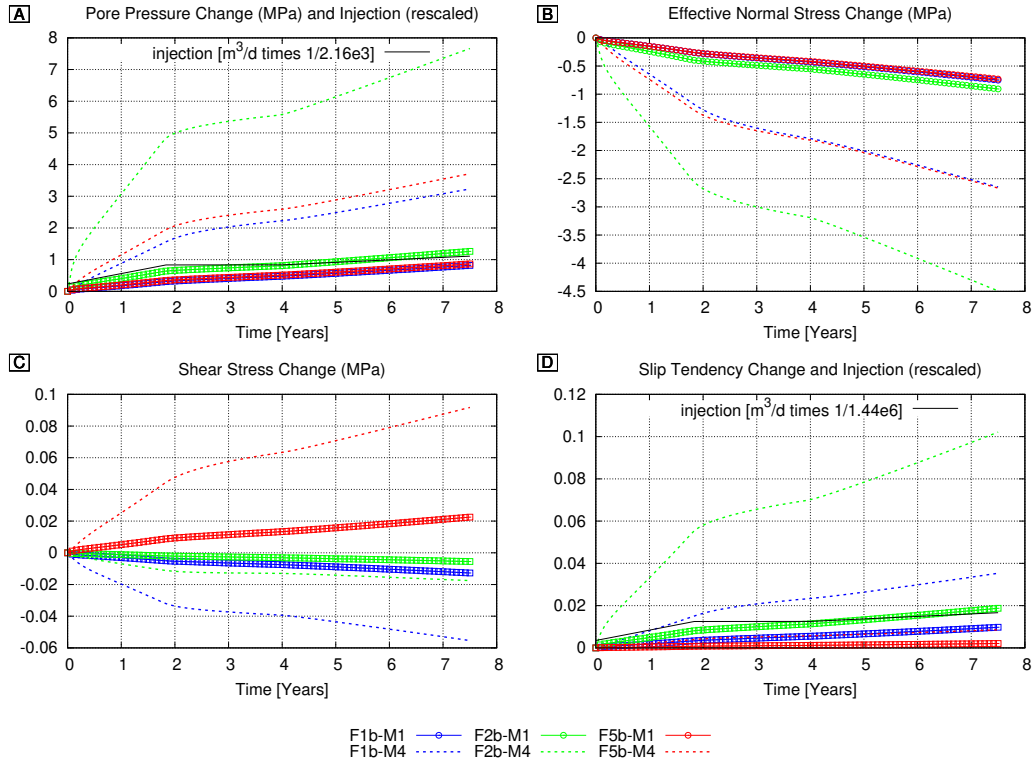 A
Pore Pressure Change (MPa) and Injection (rescaled)
injection [m³/d times 1/2.16e3]
8
7
6
5
4
3
2
1
0
0 1 2 3 4 5 6 7 8
Time [Years]
B
Effective Normal Stress Change (MPa)
0
-0.5
-1
-1.5
-2
-2.5
-3
-3.5
-4
-4.5
0 1 2 3 4 5 6 7 8
Time [Years]
C
Shear Stress Change (MPa)
0.1
0.08
0.06
0.04
0.02
0
-0.02
-0.04
-0.06
0 1 2 3 4 5 6 7 8
Time [Years]
D
Slip Tendency Change and Injection (rescaled)
injection [m³/d times 1/1.44e6]
0.12
0.1
0.08
0.06
0.04
0.02
0
0 1 2 3 4 5 6 7 8
Time [Years]
F1b-M1 F2b-M1 F5b-M1
F1b-M4 F2b-M4 F5b-M4